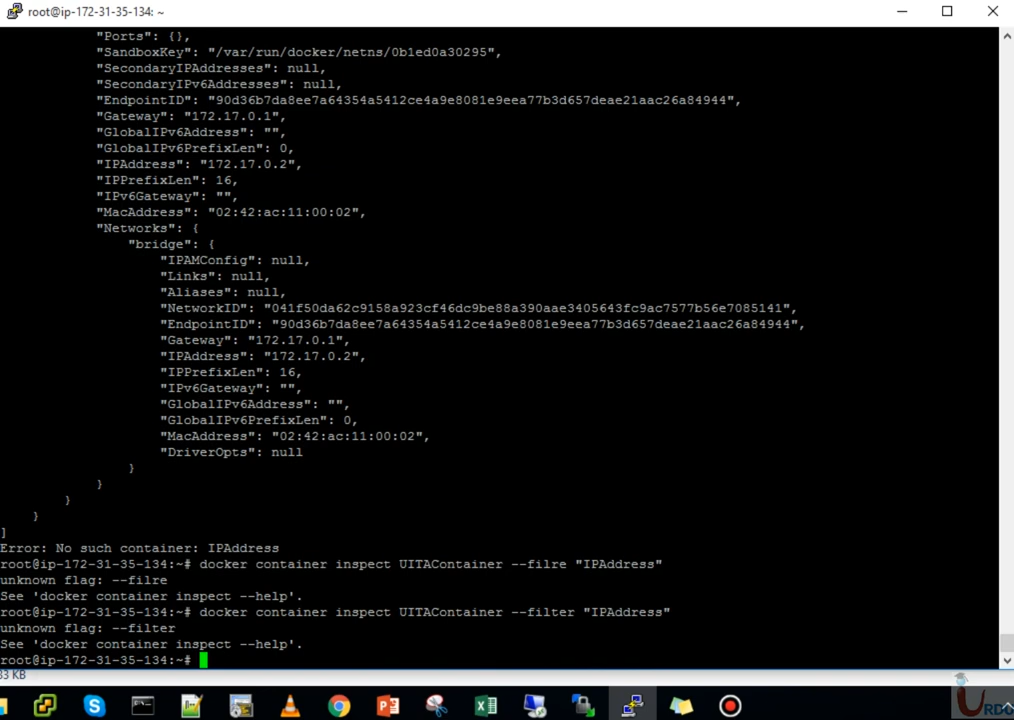 root@ip-172-31-35-134: ~
"Ports": {},
"SandboxKey": "/var/run/docker/netns/0b1ed0a30295",
"SecondaryIPAddresses": null,
"SecondaryIPv6Addresses": null,
"EndpointID": "90d36b7da8ee7a64354a5412ce4a9e8081e9eea77b3d657deae21aac26a84944",
"Gateway": "172.17.0.1",
"GlobalIPv6Address": "",
"GlobalIPv6PrefixLen": 0,
"IPAddress": "172.17.0.2",
"IPPrefixLen": 16,
"IPv6Gateway": "",
"MacAddress": "02:42:ac:11:00:02",
"Networks": {
"bridge": {
"IPAMConfig": null,
"Links": null,
"Aliases": null,
"NetworkID": "041f50da62c9158a923cf46dc9be88a390aae3405643fc9ac7577b56e7085141",
"EndpointID": "90d36b7da8ee7a64354a5412ce4a9e8081e9eea77b3d657deae21aac26a84944",
"Gateway": "172.17.0.1",
"IPAddress": "172.17.0.2",
"IPPrefixLen": 16,
"IPv6Gateway": "",
"GlobalIPv6Address": "",
"GlobalIPv6PrefixLen": 0,
"MacAddress": "02:42:ac:11:00:02",
"DriverOpts": null
}
}
}
}
]
Error: No such container: IPAddress
root@ip-172-31-35-134:~# docker container inspect UITAContainer --filre "IPAddress"
unknown flag: --filre
See 'docker container inspect --help'.
root@ip-172-31-35-134:~# docker container inspect UITAContainer --filter "IPAddress"
unknown flag: --filter
See 'docker container inspect --help'.
root@ip-172-31-35-134:~#
33 KB